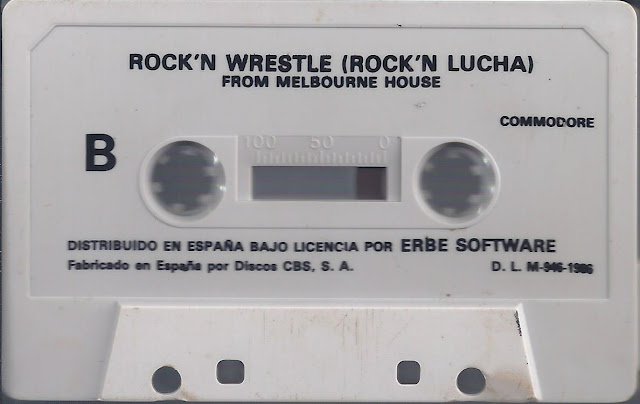 ROCK'N WRESTLE (ROCK'N LUCHA)
FROM MELBOURNE HOUSE
COMMODORE
B
100 50 0
DISTRIBUIDO EN ESPAÑA BAJO LICENCIA POR ERBE SOFTWARE
Fabricado en España por Discos CBS, S. A. D. L. M-946-1986